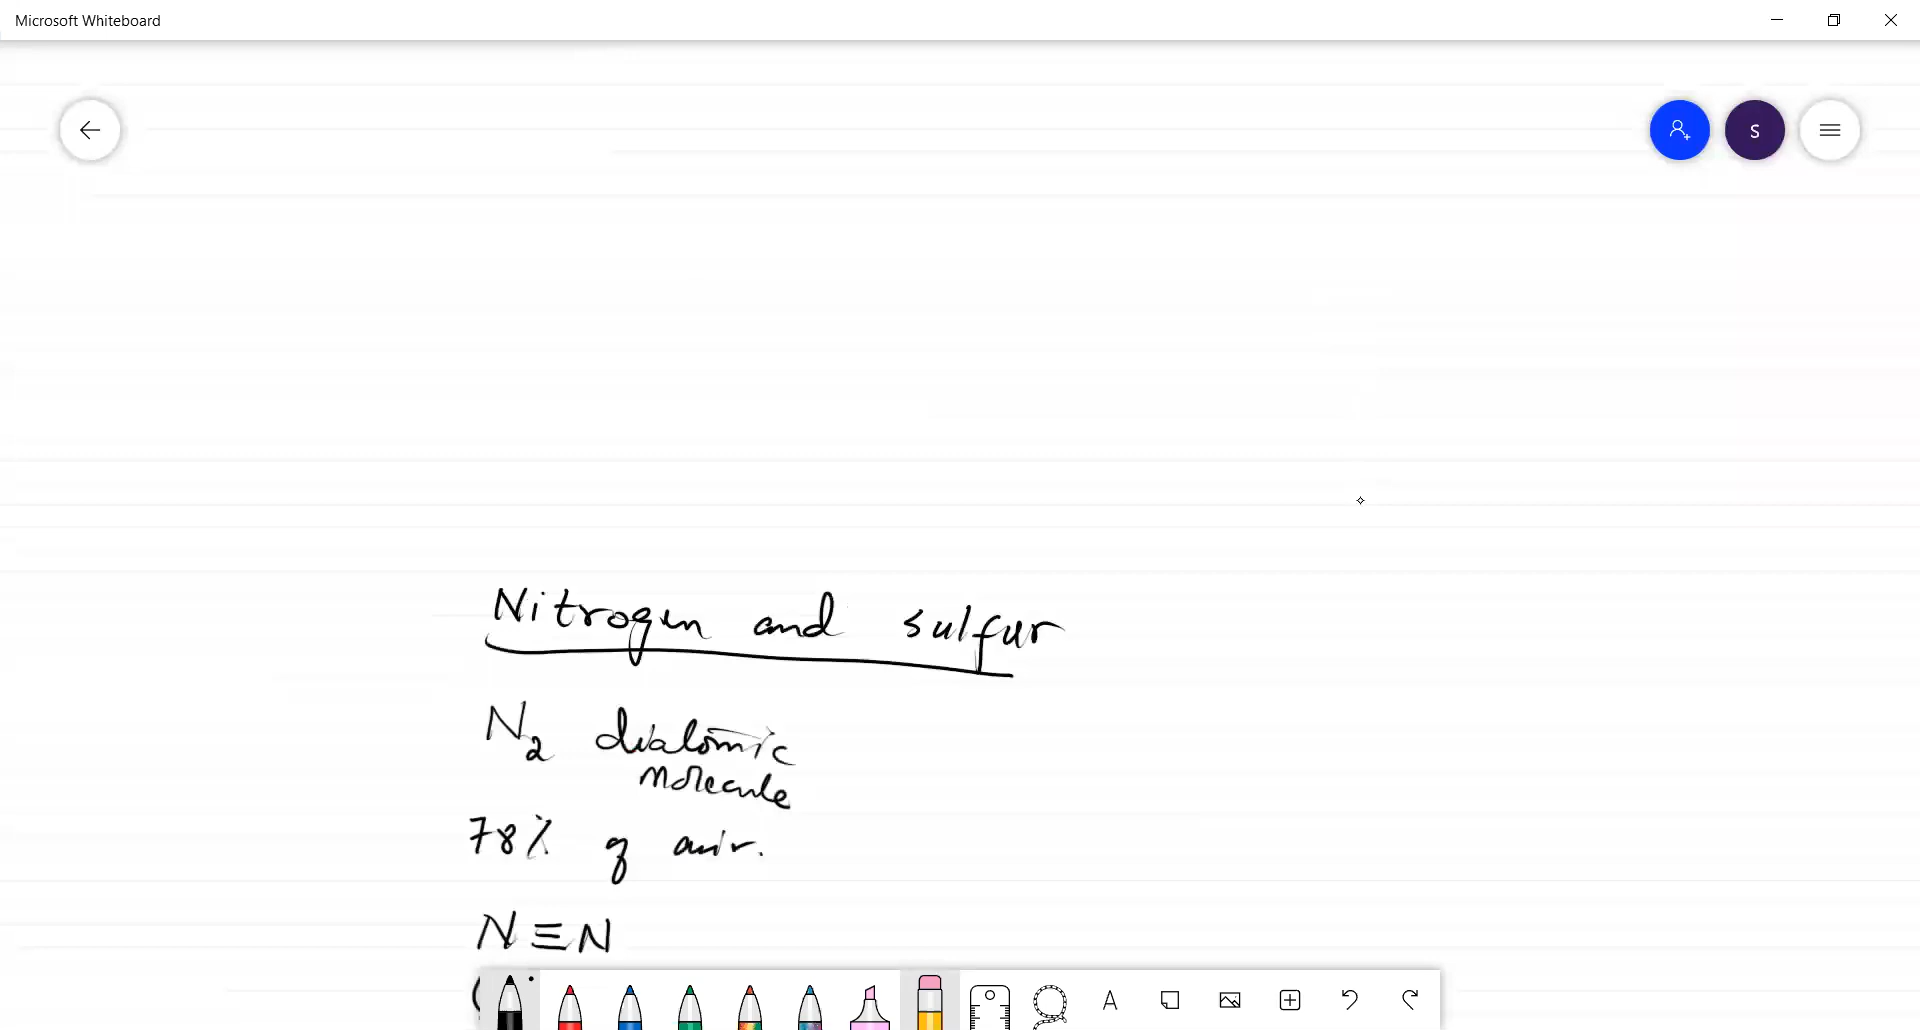 Microsoft Whiteboard
S
Nitrogen and sulfur
N₂ diatomic
molecule
78% of air.
N≡N